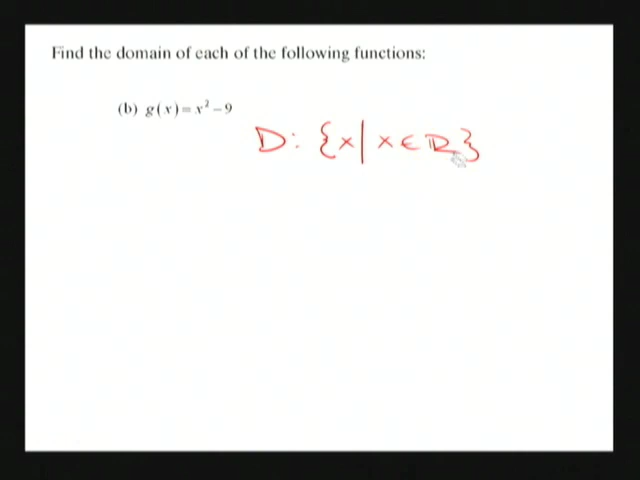 Find the domain of each of the following functions:
(b) g(x) = x² − 9
D: {x | x ∈ ℝ}